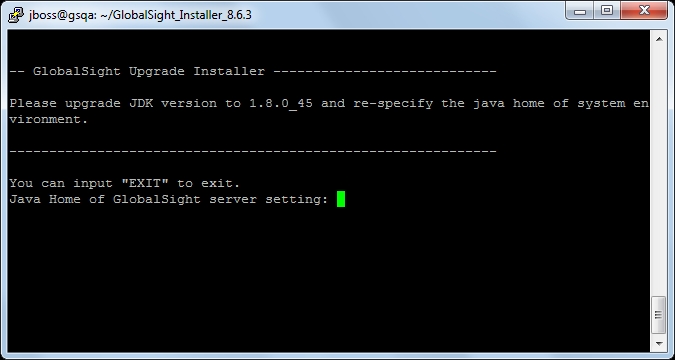 jboss@gsqa: ~/GlobalSight_Installer_8.6.3
-- GlobalSight Upgrade Installer ----------------------------
Please upgrade JDK version to 1.8.0_45 and re-specify the java home of system en
vironment.
-------------------------------------------------------------
You can input "EXIT" to exit.
Java Home of GlobalSight server setting: